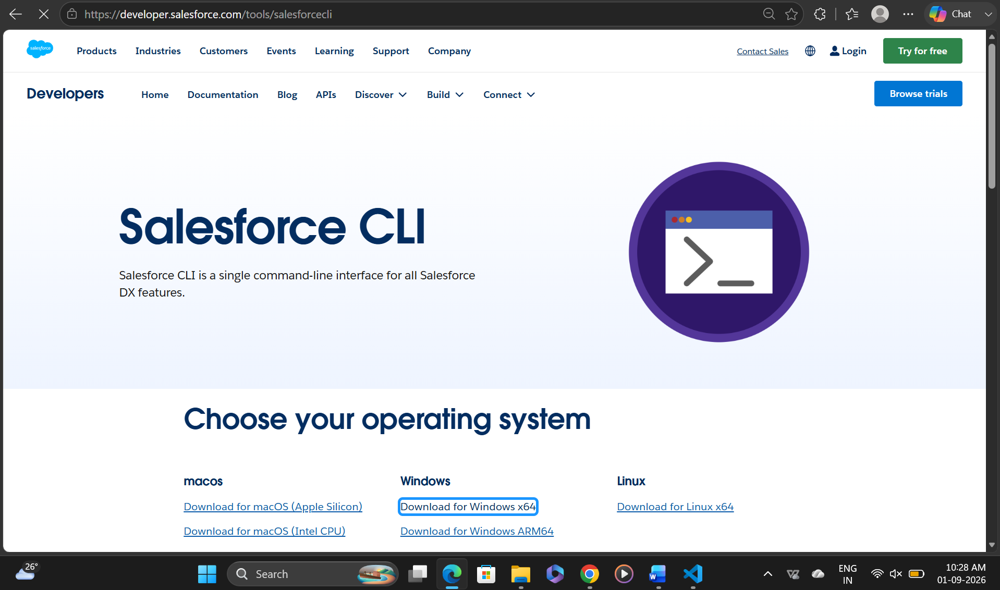 https://developer.salesforce.com/tools/salesforcecli
Chat
salesforce
Products
Industries
Customers
Events
Learning
Support
Company
Contact Sales
Login
Try for free
Developers
Home
Documentation
Blog
APIs
Discover
Build
Connect
Browse trials
Salesforce CLI
Salesforce CLI is a single command-line interface for all Salesforce
DX features.
Choose your operating system
macos
Download for macOS (Apple Silicon)
Download for macOS (Intel CPU)
Windows
Download for Windows x64
Download for Windows ARM64
Linux
Download for Linux x64
26°
Search
ENG
IN
10:28 AM
01-09-2026